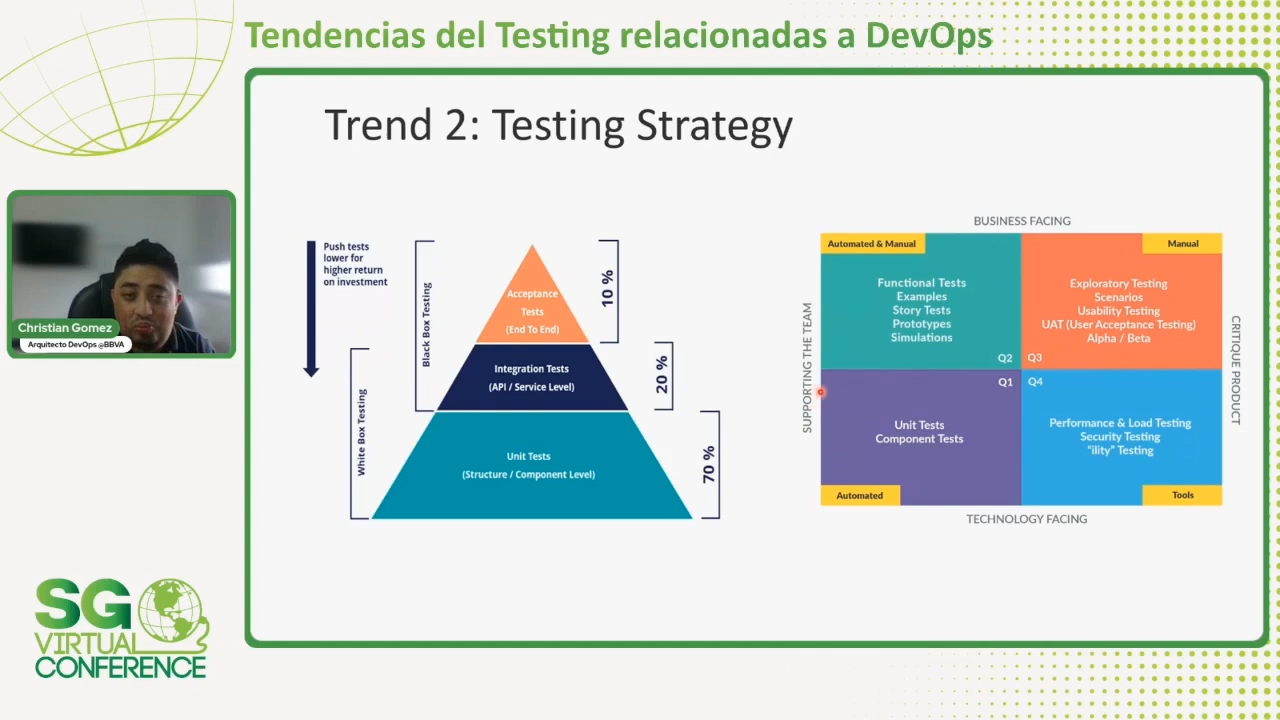 Tendencias del Testing relacionadas a DevOps
Trend 2: Testing Strategy
Christian Gomez
Arquitecto DevOps @BBVA
SG
VIRTUAL
CONFERENCE
Push tests
lower for
higher return
on investment
Black Box Testing
White Box Testing
Acceptance
Tests
(End To End)
Integration Tests
(API / Service Level)
Unit Tests
(Structure / Component Level)
10 %
20 %
70 %
BUSINESS FACING
SUPPORTING THE TEAM
CRITIQUE PRODUCT
TECHNOLOGY FACING
Automated & Manual
Functional Tests
Examples
Story Tests
Prototypes
Simulations
Q2
Manual
Exploratory Testing
Scenarios
Usability Testing
UAT (User Acceptance Testing)
Alpha / Beta
Q3
Q1
Unit Tests
Component Tests
Automated
Q4
Performance & Load Testing
Security Testing
"ility" Testing
Tools